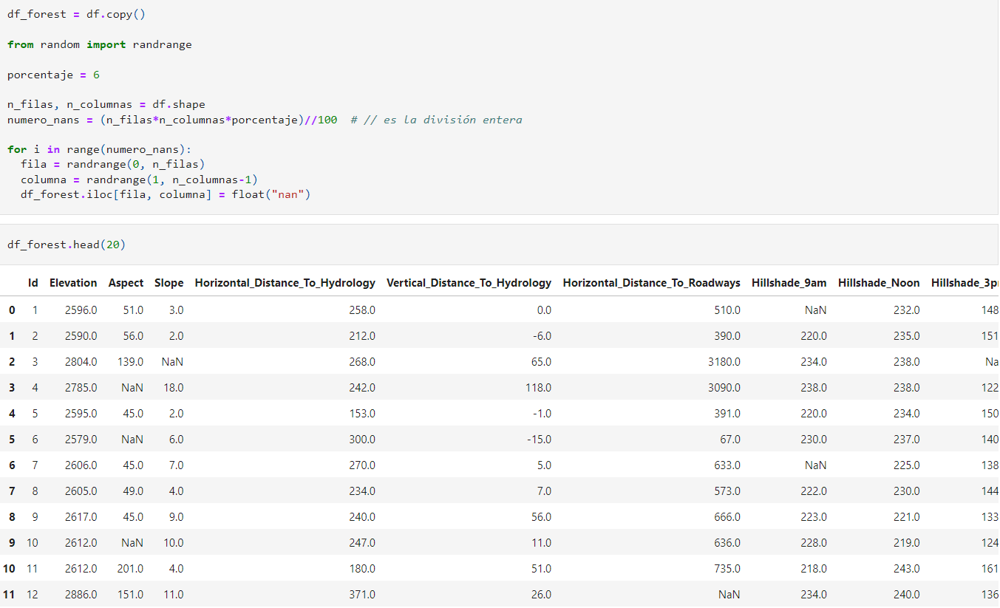 df_forest = df.copy()
from random import randrange
porcentaje = 6
n_filas, n_columnas = df.shape
numero_nans = (n_filas*n_columnas*porcentaje)//100  # // es la división entera
for i in range(numero_nans):
  fila = randrange(0, n_filas)
  columna = randrange(1, n_columnas-1)
  df_forest.iloc[fila, columna] = float("nan")
df_forest.head(20)
Id Elevation Aspect Slope Horizontal_Distance_To_Hydrology Vertical_Distance_To_Hydrology Horizontal_Distance_To_Roadways Hillshade_9am Hillshade_Noon Hillshade_3p
0 1 2596.0 51.0 3.0 258.0 0.0 510.0 NaN 232.0 148
1 2 2590.0 56.0 2.0 212.0 -6.0 390.0 220.0 235.0 151
2 3 2804.0 139.0 NaN 268.0 65.0 3180.0 234.0 238.0 Na
3 4 2785.0 NaN 18.0 242.0 118.0 3090.0 238.0 238.0 122
4 5 2595.0 45.0 2.0 153.0 -1.0 391.0 220.0 234.0 150
5 6 2579.0 NaN 6.0 300.0 -15.0 67.0 230.0 237.0 140
6 7 2606.0 45.0 7.0 270.0 5.0 633.0 NaN 225.0 138
7 8 2605.0 49.0 4.0 234.0 7.0 573.0 222.0 230.0 144
8 9 2617.0 45.0 9.0 240.0 56.0 666.0 223.0 221.0 133
9 10 2612.0 NaN 10.0 247.0 11.0 636.0 228.0 219.0 124
10 11 2612.0 201.0 4.0 180.0 51.0 735.0 218.0 243.0 161
11 12 2886.0 151.0 11.0 371.0 26.0 NaN 234.0 240.0 136